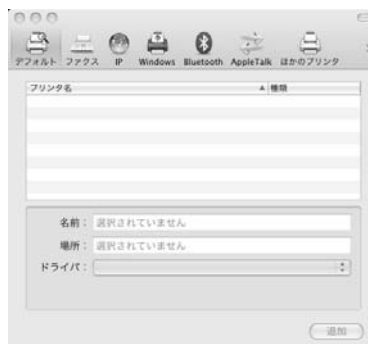 デフォルト ファクス IP Windows Bluetooth AppleTalk ほかのプリンタ
プリンタ名 種類
名前： 選択されていません
場所： 選択されていません
ドライバ：
追加